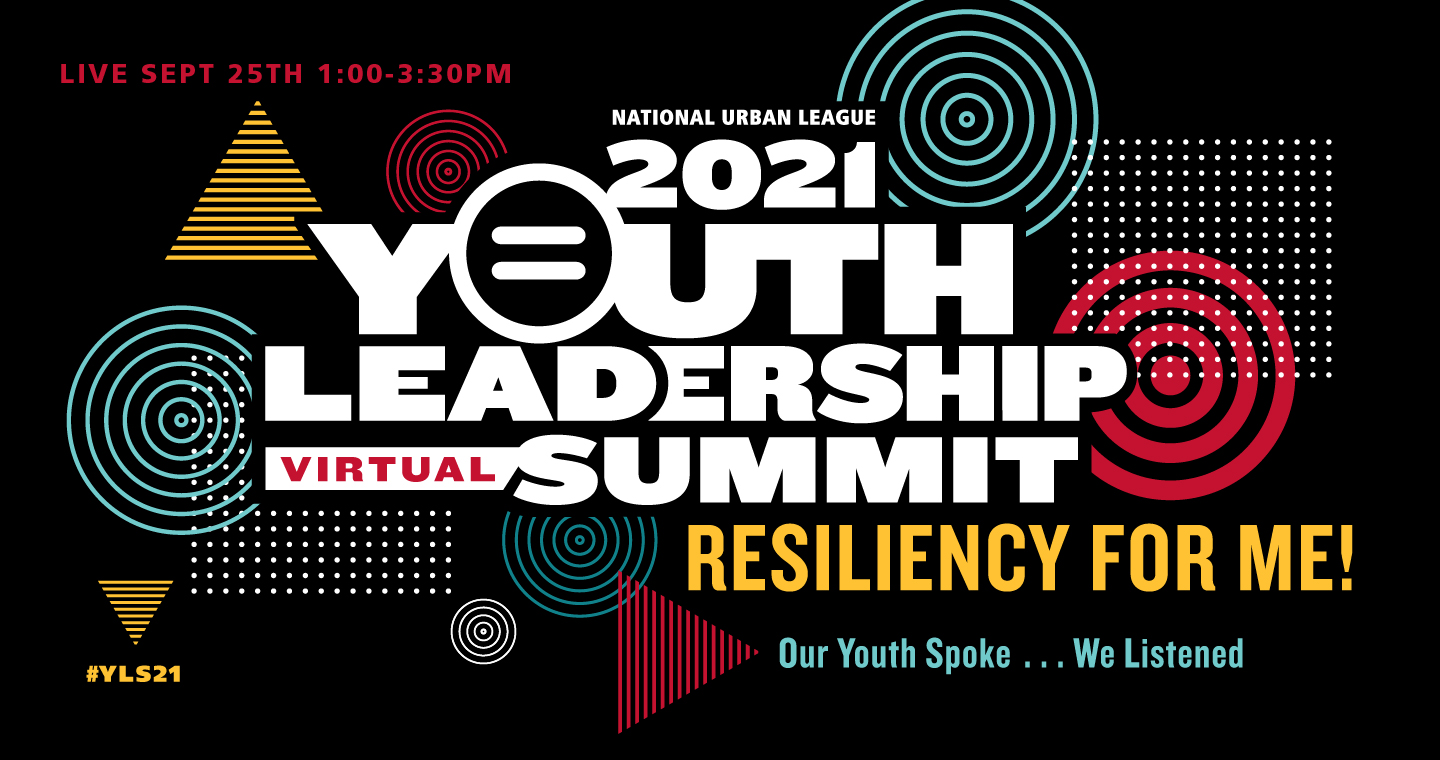 LIVE SEPT 25TH 1:00-3:30PM
NATIONAL URBAN LEAGUE
2021
YOUTH
LEADERSHIP
VIRTUAL SUMMIT
RESILIENCY FOR ME!
Our Youth Spoke . . . We Listened
#YLS21